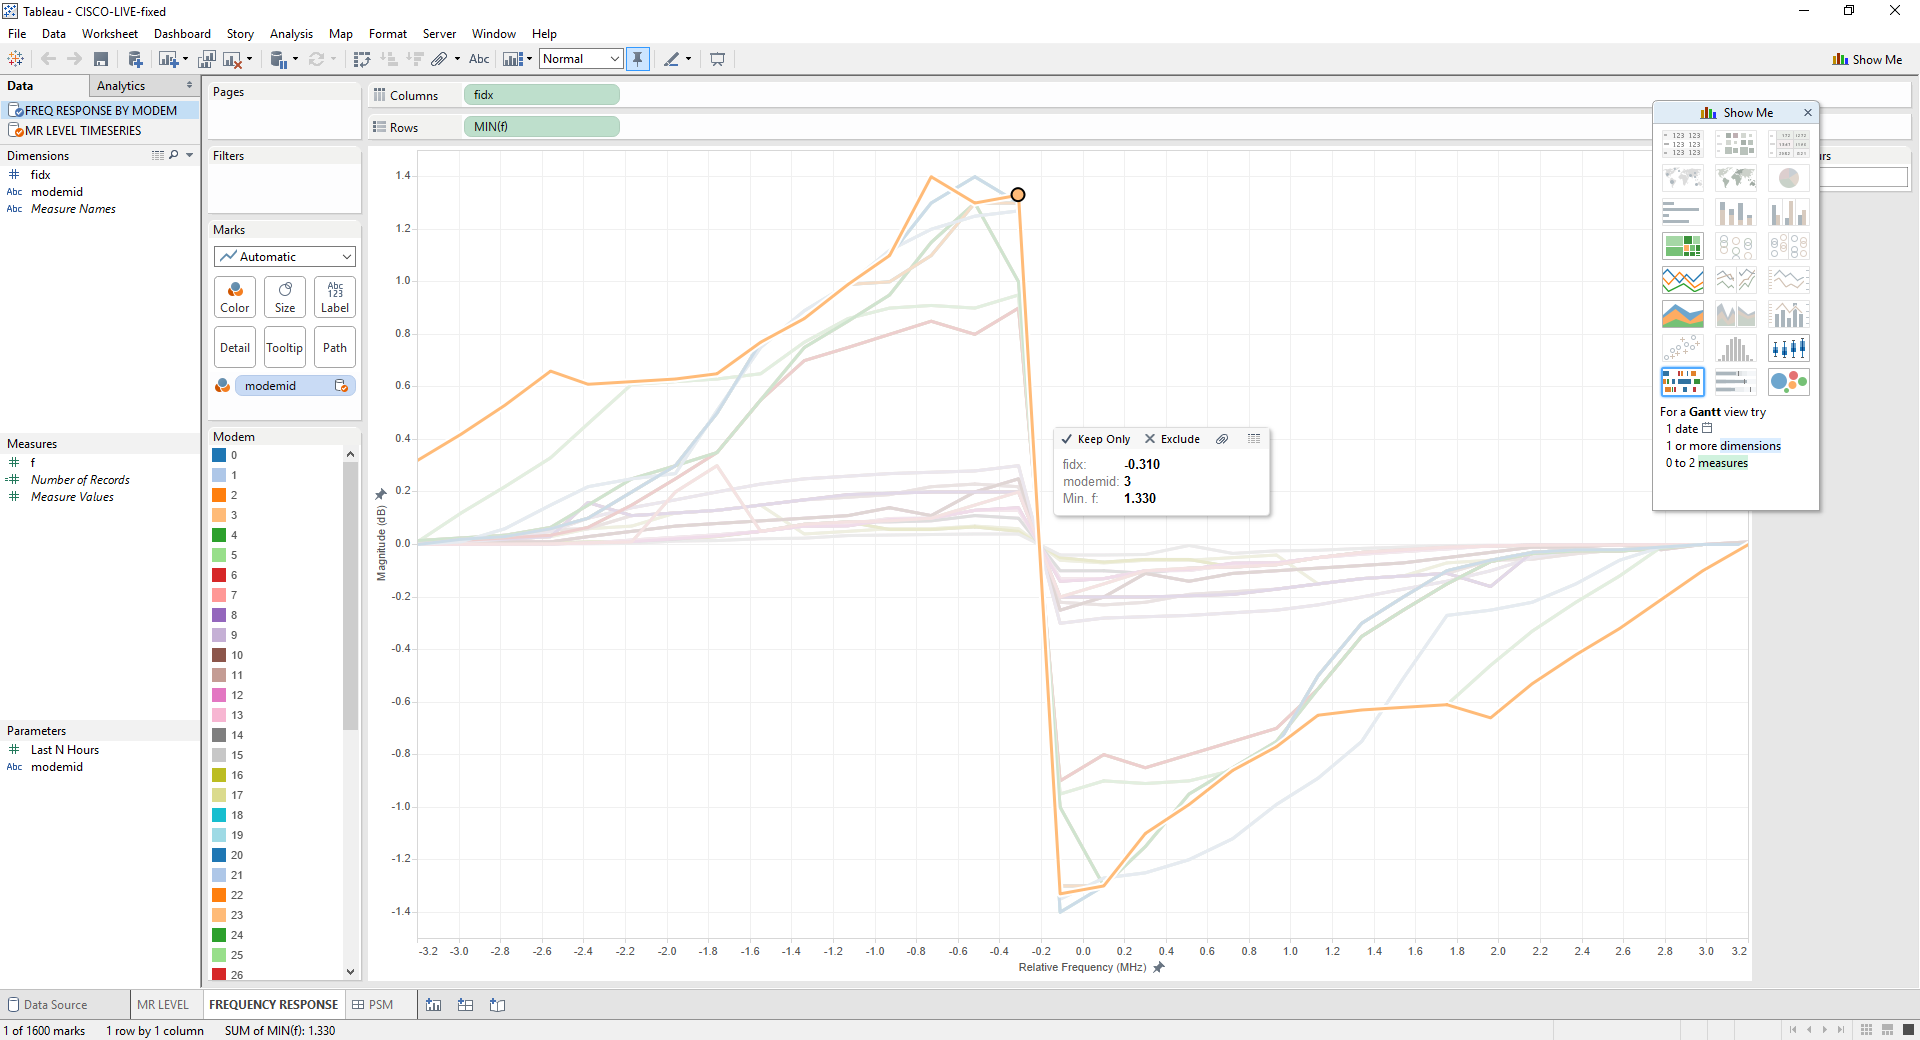 Tableau - CISCO-LIVE-fixed
File Data Worksheet Dashboard Story Analysis Map Format Server Window Help
Abc Normal Show Me
Data Analytics
FREQ RESPONSE BY MODEM
MR LEVEL TIMESERIES
Dimensions
fidx
Abc modemid
Abc Measure Names
Measures
f
Number of Records
Measure Values
Parameters
Last N Hours
Abc modemid
Pages
Filters
Marks
Automatic
Color Size Abc 123 Label
Detail Tooltip Path
modemid
Modem
0
1
2
3
4
5
6
7
8
9
10
11
12
13
14
15
16
17
18
19
20
21
22
23
24
25
26
Columns fidx
Rows MIN(f)
1.4
1.2
1.0
0.8
0.6
0.4
0.2
0.0
-0.2
-0.4
-0.6
-0.8
-1.0
-1.2
-1.4
Magnitude (dB)
-3.2 -3.0 -2.8 -2.6 -2.4 -2.2 -2.0 -1.8 -1.6 -1.4 -1.2 -1.0 -0.8 -0.6 -0.4 -0.2 0.0 0.2 0.4 0.6 0.8 1.0 1.2 1.4 1.6 1.8 2.0 2.2 2.4 2.6 2.8 3.0 3.2
Relative Frequency (MHz)
Keep Only Exclude
fidx: -0.310
modemid: 3
Min. f: 1.330
Show Me
urs
For a Gantt view try
1 date
1 or more dimensions
0 to 2 measures
Data Source MR LEVEL FREQUENCY RESPONSE PSM
1 of 1600 marks 1 row by 1 column SUM of MIN(f): 1.330